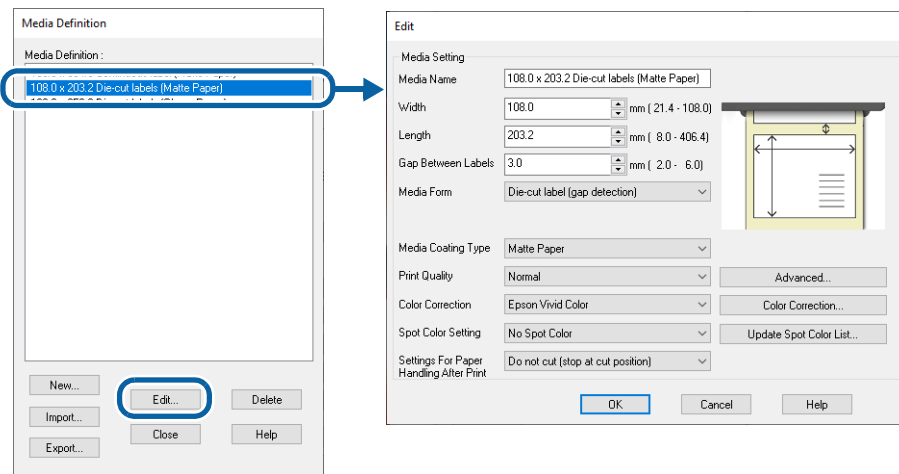 Media Definition
Media Definition :
108.0 x 203.2 Die-cut labels (Matte Paper)
New...
Edit...
Delete
Import...
Close
Help
Export...
Edit
Media Setting
Media Name 108.0 x 203.2 Die-cut labels (Matte Paper)
Width 108.0 mm ( 21.4 - 108.0)
Length 203.2 mm ( 8.0 - 406.4)
Gap Between Labels 3.0 mm ( 2.0 - 6.0)
Media Form Die-cut label (gap detection)
Media Coating Type Matte Paper
Print Quality Normal Advanced...
Color Correction Epson Vivid Color Color Correction...
Spot Color Setting No Spot Color Update Spot Color List...
Settings For Paper
Handling After Print Do not cut (stop at cut position)
OK Cancel Help